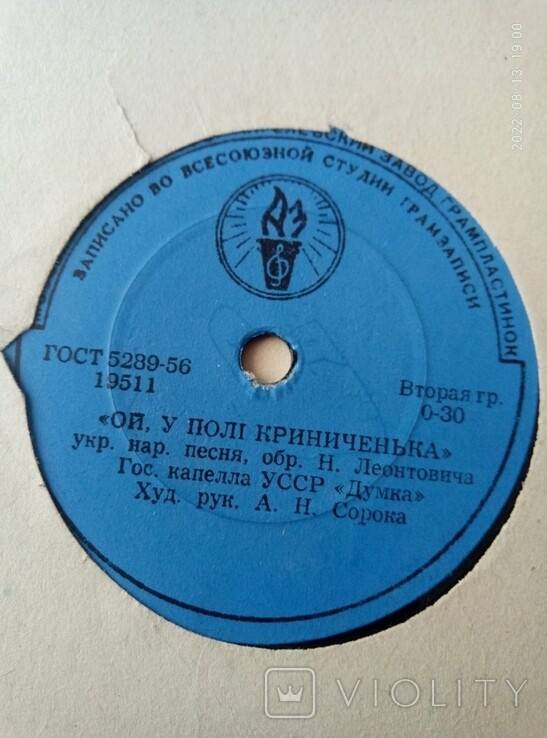 2022 08 13 19:00
ЗАВОД ГРАМПЛАСТИНОК
ЗАПИСАНО ВО ВСЕСОЮЗНОЙ СТУДИИ ГРАМЗАПИСИ
АЗ
ГОСТ 5289-56
19511
Вторая гр.
0-30
«ОЙ, У ПОЛІ КРИНИЧЕНЬКА»
укр. нар. песня, обр. Н. Леонтовича
Гос. капелла УССР «Думка»
Худ. рук. А. Н. Сорока
VIOLITY